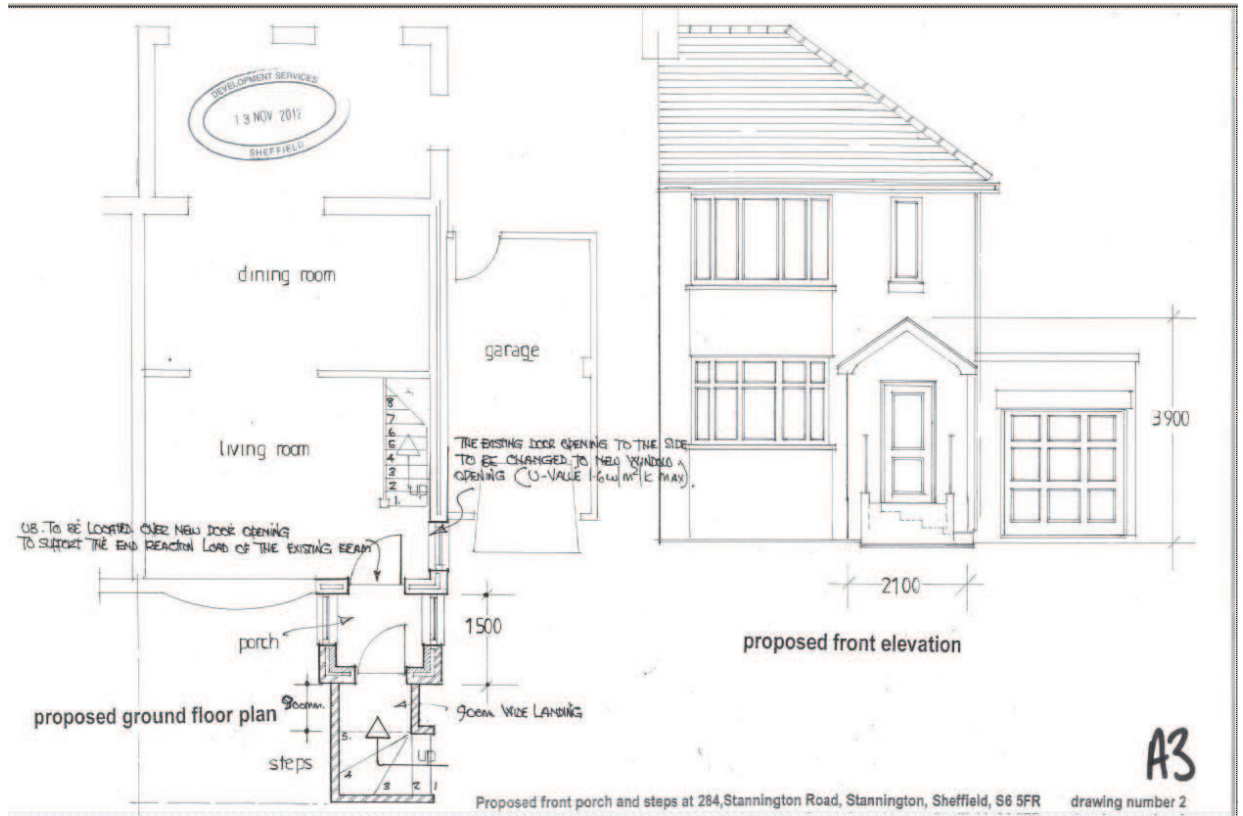 DEVELOPMENT SERVICES
13 NOV 2012
SHEFFIELD
dining room
garage
living room
8
7
6
5
4
3
2
1
UP
THE EXISTING DOOR OPENING TO THE SIDE
TO BE CHANGED TO NEW WINDOW
OPENING (U-VALUE 1.6W/M²/K MAX).
UB. TO BE LOCATED OVER NEW DOOR OPENING
TO SUPPORT THE END REACTION LOAD OF THE EXISTING BEAM
porch
1500
900mm.
900m WIDE LANDING
proposed ground floor plan
steps
5.
4
3
2
1
UP
3900
2100
proposed front elevation
A3
Proposed front porch and steps at 284,Stannington Road, Stannington, Sheffield, S6 5FR drawing number 2